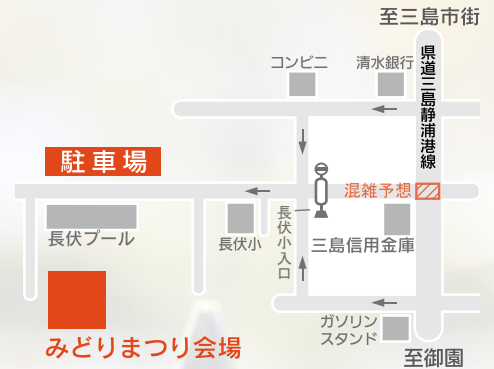 至三島市街
コンビニ
清水銀行
県道三島静浦港線
駐車場
混雑予想
長伏プール
長伏小
長伏小入口
三島信用金庫
ガソリン
スタンド
みどりまつり会場
至御園